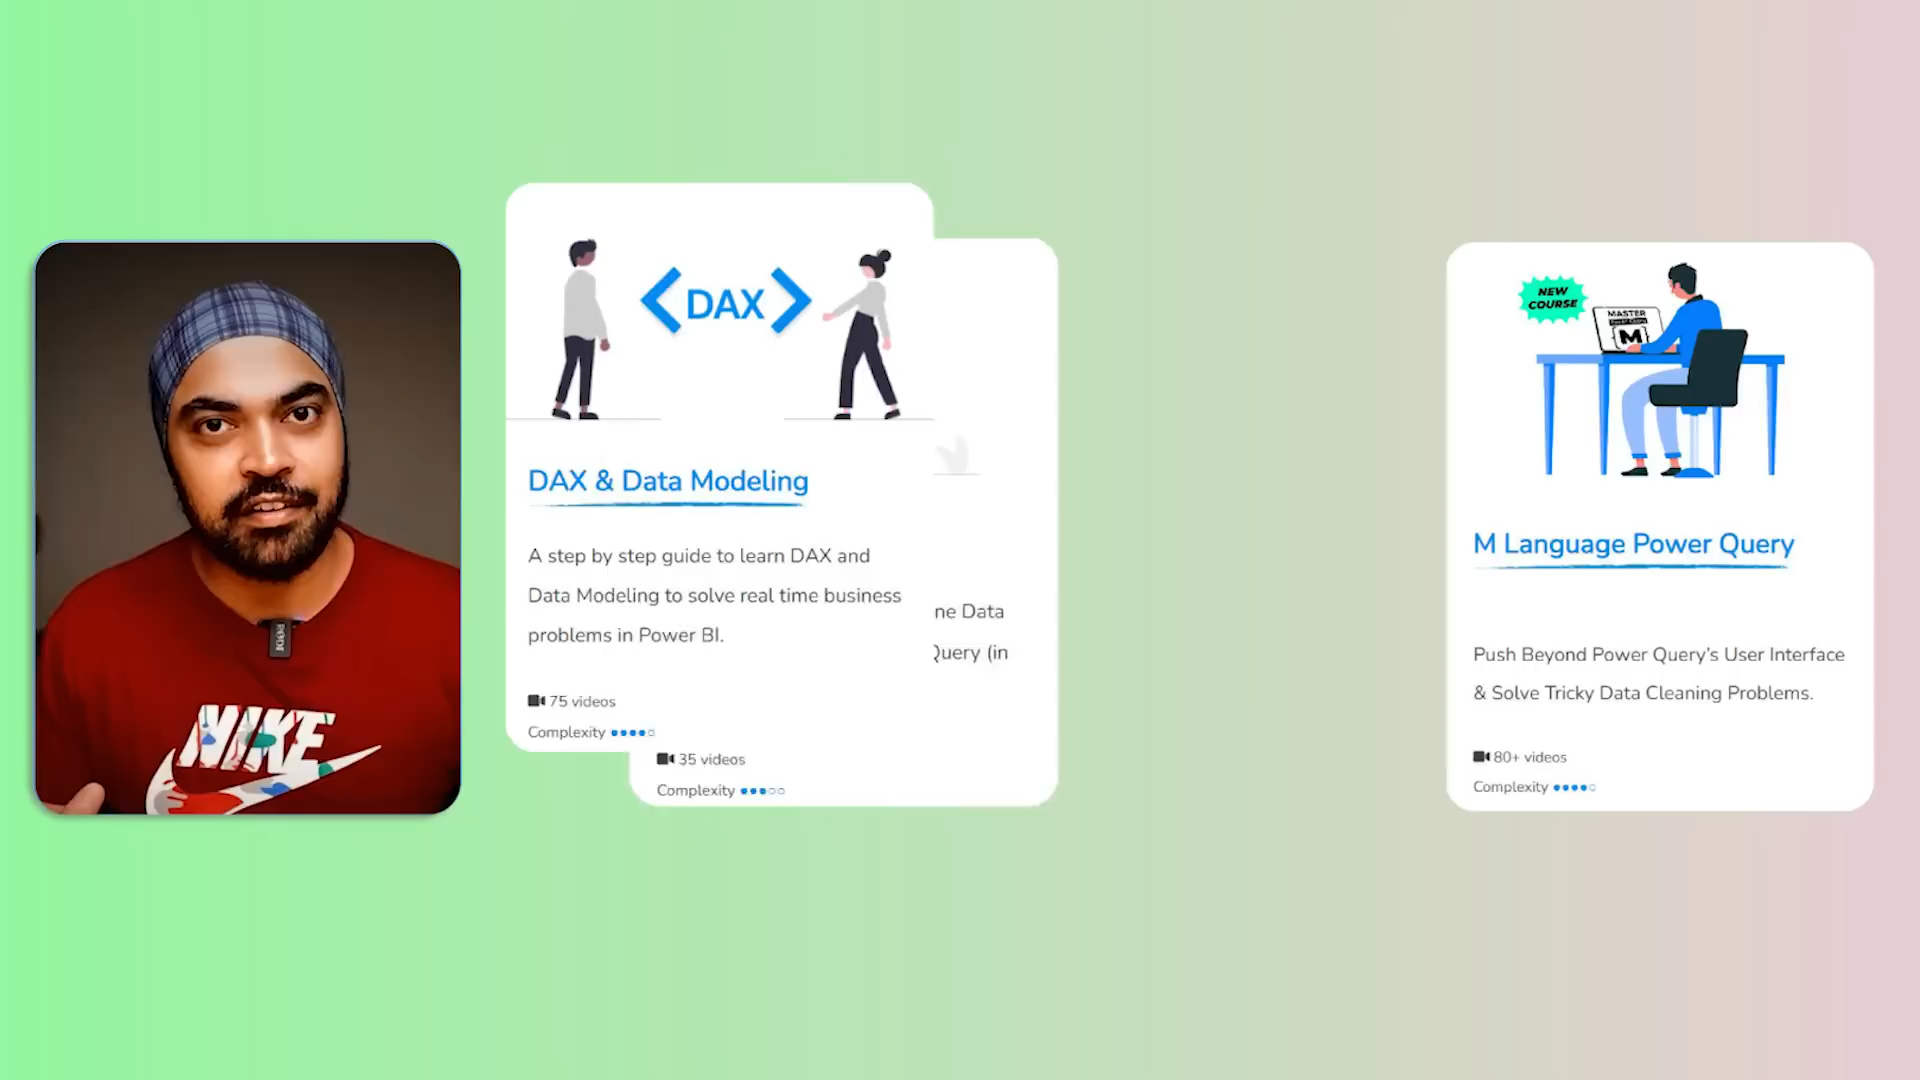 RODE
NIKE
DAX
DAX & Data Modeling
A step by step guide to learn DAX and
Data Modeling to solve real time business
problems in Power BI.
75 videos
Complexity
ne Data
Query (in
35 videos
Complexity
NEW
COURSE
MASTER
M
M Language Power Query
Push Beyond Power Query's User Interface
& Solve Tricky Data Cleaning Problems.
80+ videos
Complexity